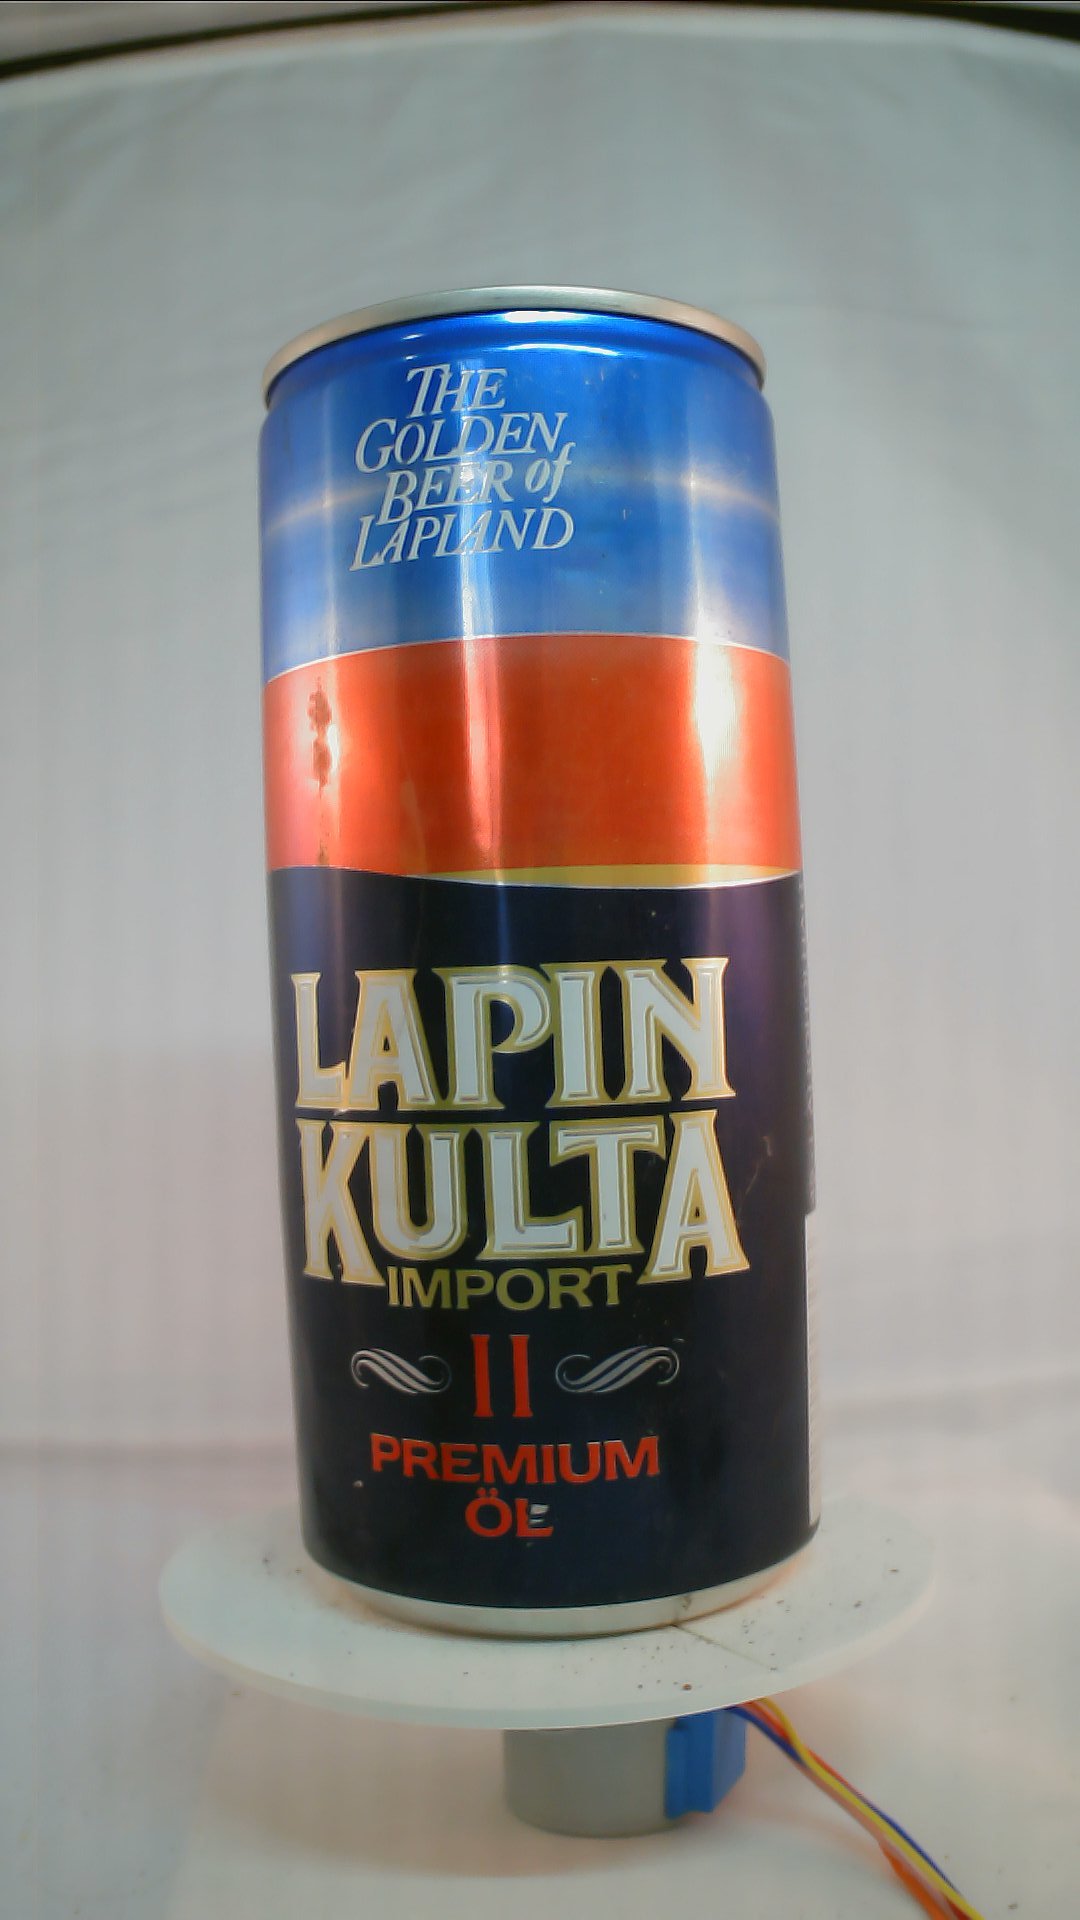 THE
GOLDEN
BEER of
LAPLAND
LAPIN
KULTA
IMPORT
II
PREMIUM
ÖL